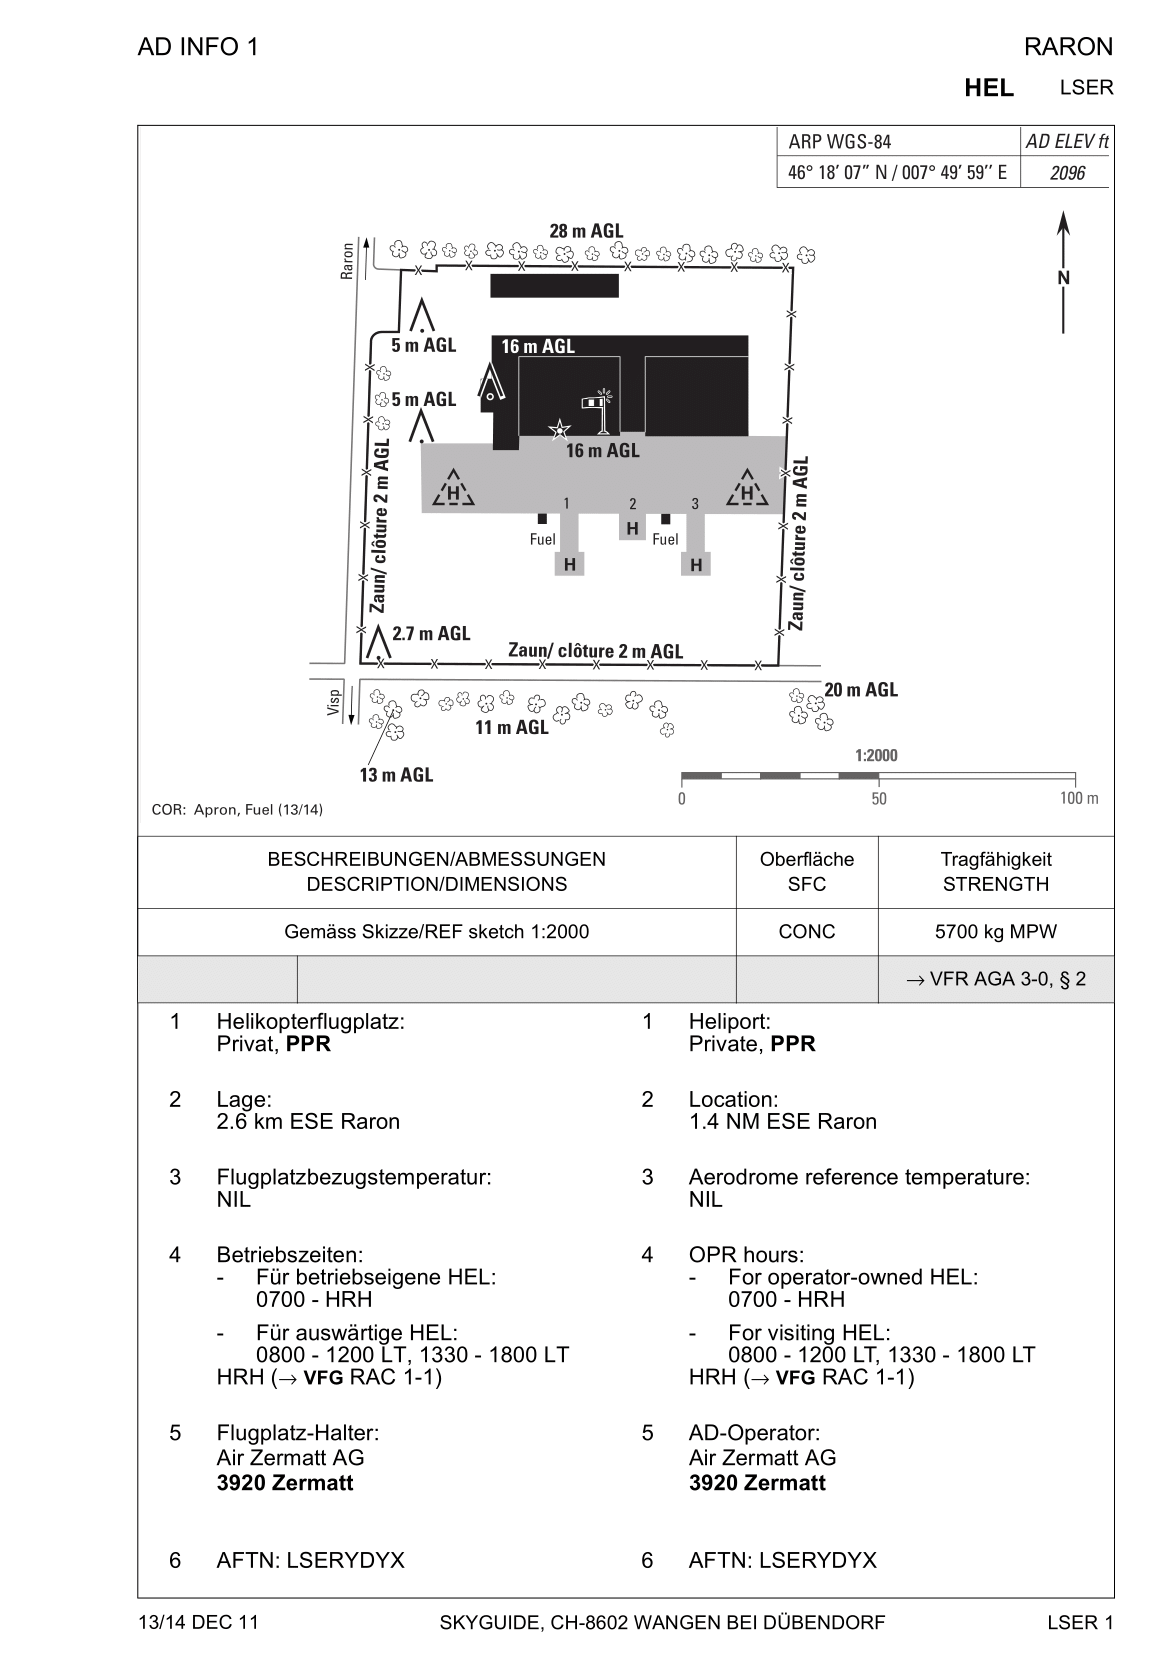 AD INFO 1
RARON
HEL LSER
ARP WGS-84
AD ELEV ft
46° 18’ 07’’ N / 007° 49’ 59’’ E
2096
28 m AGL
Raron
N
5 m AGL
16 m AGL
5 m AGL
16 m AGL
H
H
1
2
3
H
Fuel
Fuel
H
H
Zaun/ clôture 2 m AGL
Zaun/ clôture 2 m AGL
2.7 m AGL
Zaun/ clôture 2 m AGL
Visp
20 m AGL
11 m AGL
13 m AGL
1:2000
0
50
100 m
COR: Apron, Fuel (13/14)
BESCHREIBUNGEN/ABMESSUNGEN
DESCRIPTION/DIMENSIONS
Oberfläche
SFC
Tragfähigkeit
STRENGTH
Gemäss Skizze/REF sketch 1:2000
CONC
5700 kg MPW
→ VFR AGA 3-0, § 2
1 Helikopterflugplatz:
Privat, PPR
2 Lage:
2.6 km ESE Raron
3 Flugplatzbezugstemperatur:
NIL
4 Betriebszeiten:
- Für betriebseigene HEL:
0700 - HRH
- Für auswärtige HEL:
0800 - 1200 LT, 1330 - 1800 LT
HRH (→ VFG RAC 1-1)
5 Flugplatz-Halter:
Air Zermatt AG
3920 Zermatt
6 AFTN: LSERYDYX
1 Heliport:
Private, PPR
2 Location:
1.4 NM ESE Raron
3 Aerodrome reference temperature:
NIL
4 OPR hours:
- For operator-owned HEL:
0700 - HRH
- For visiting HEL:
0800 - 1200 LT, 1330 - 1800 LT
HRH (→ VFG RAC 1-1)
5 AD-Operator:
Air Zermatt AG
3920 Zermatt
6 AFTN: LSERYDYX
13/14 DEC 11
SKYGUIDE, CH-8602 WANGEN BEI DÜBENDORF
LSER 1